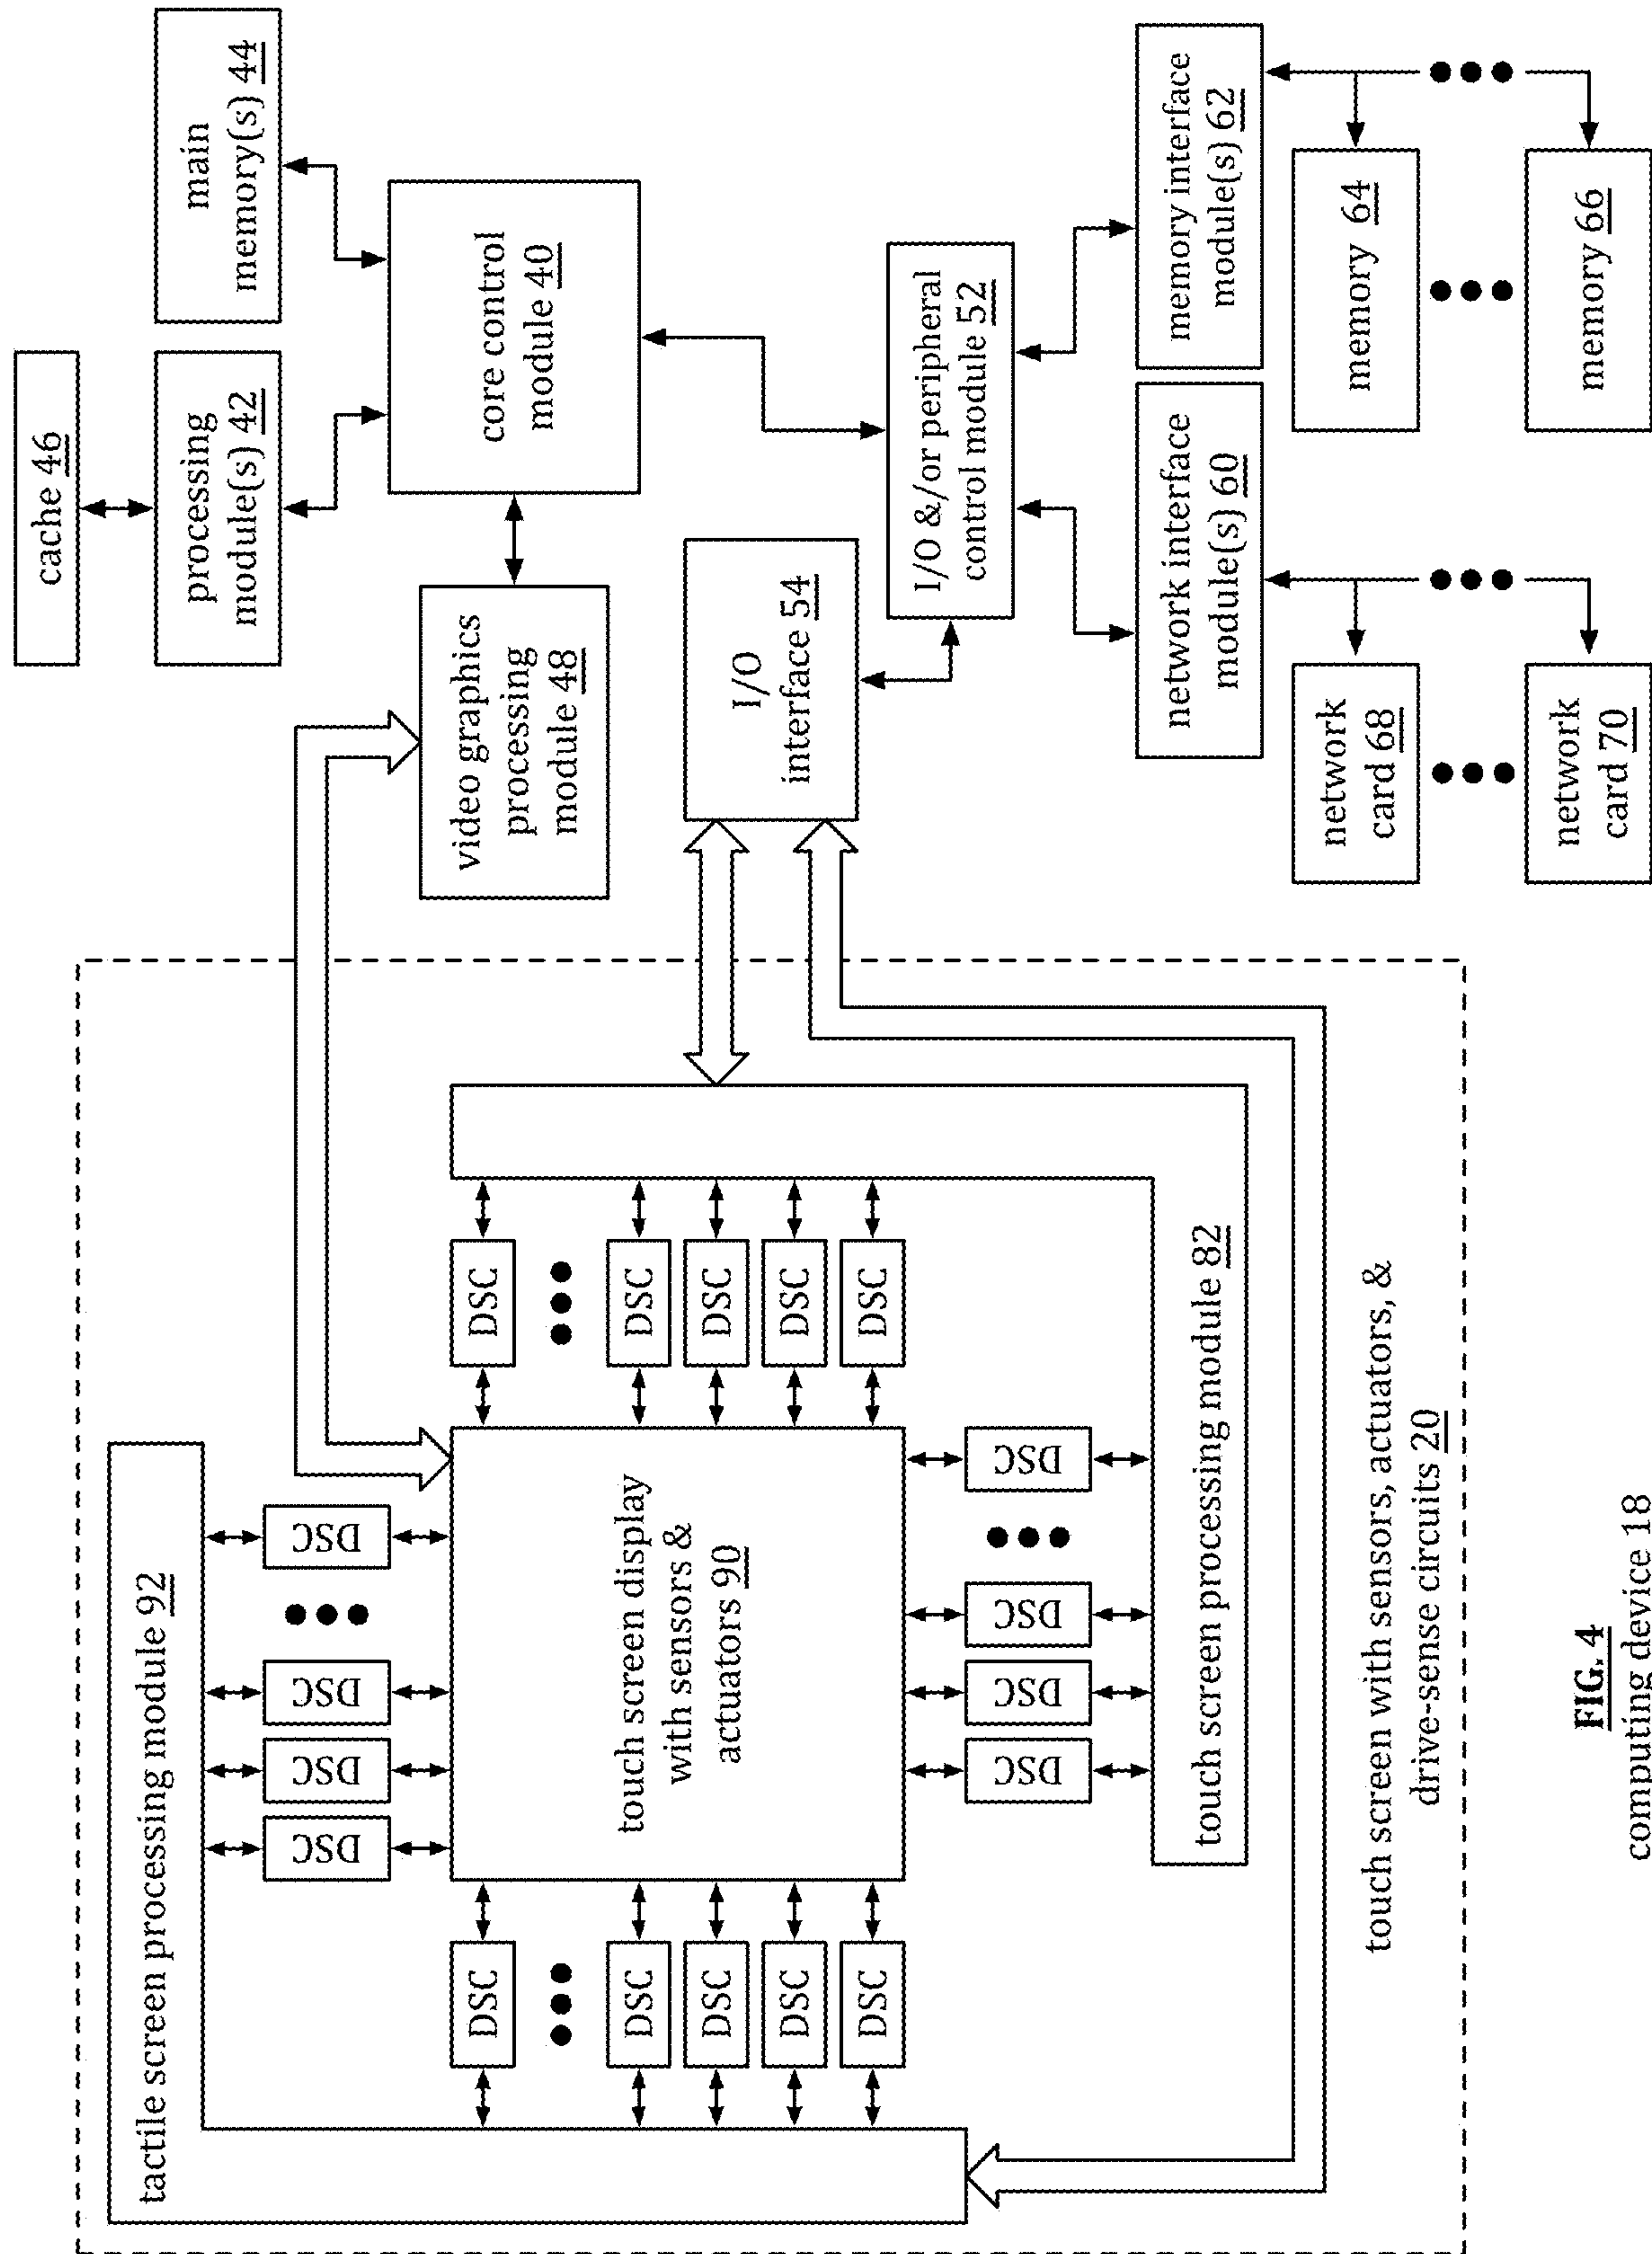 tactile screen processing module 92
DSC
DSC
DSC
DSC
DSC
DSC
DSC
DSC
DSC
touch screen display
with sensors &
actuators 90
DSC
DSC
DSC
DSC
DSC
DSC
DSC
DSC
DSC
touch screen processing module 82
touch screen with sensors, actuators, &
drive-sense circuits 20
cache 46
processing
module(s) 42
main
memory(s) 44
core control
module 40
video graphics
processing
module 48
I/O
interface 54
I/O &/or peripheral
control module 52
network interface
module(s) 60
memory interface
module(s) 62
network
card 68
memory 64
network
card 70
memory 66
FIG. 4
computing device 18